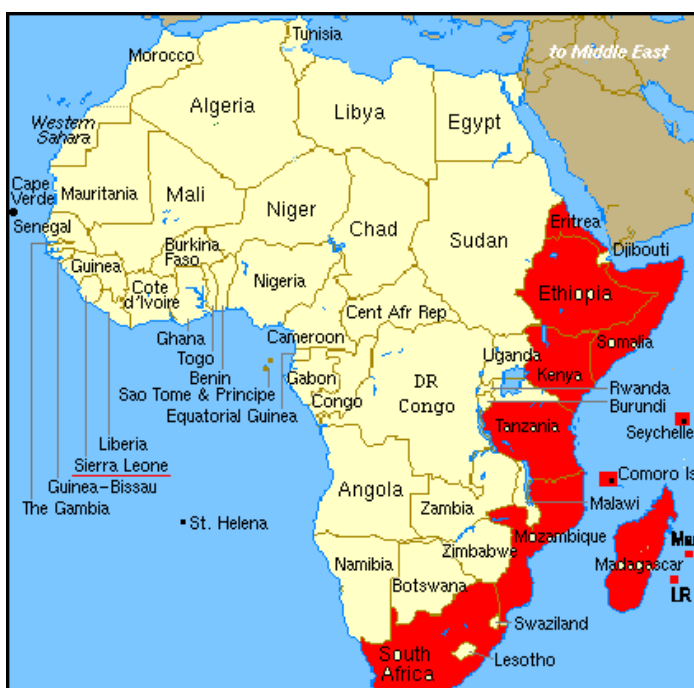 Tunisia
to Middle East
Morocco
Algeria
Libya
Egypt
Western
Sahara
Cape
Verde
Mauritania
Mali
Niger
Chad
Sudan
Eritrea
Senegal
Burkina
Faso
Djibouti
Guinea
Nigeria
Cote
d'Ivoire
Ethiopia
Cent Afr Rep
Ghana
Cameroon
Somalia
Togo
Uganda
Benin
Gabon
DR
Congo
Kenya
Sao Tome & Principe
Congo
Rwanda
Equatorial Guinea
Burundi
Tanzania
Seychelle
Liberia
Sierra Leone
Comoro Is
Guinea-Bissau
Angola
The Gambia
Zambia
Malawi
St. Helena
Mozambique
Zimbabwe
Madagascar
Namibia
Botswana
LR
Swaziland
South
Africa
Lesotho